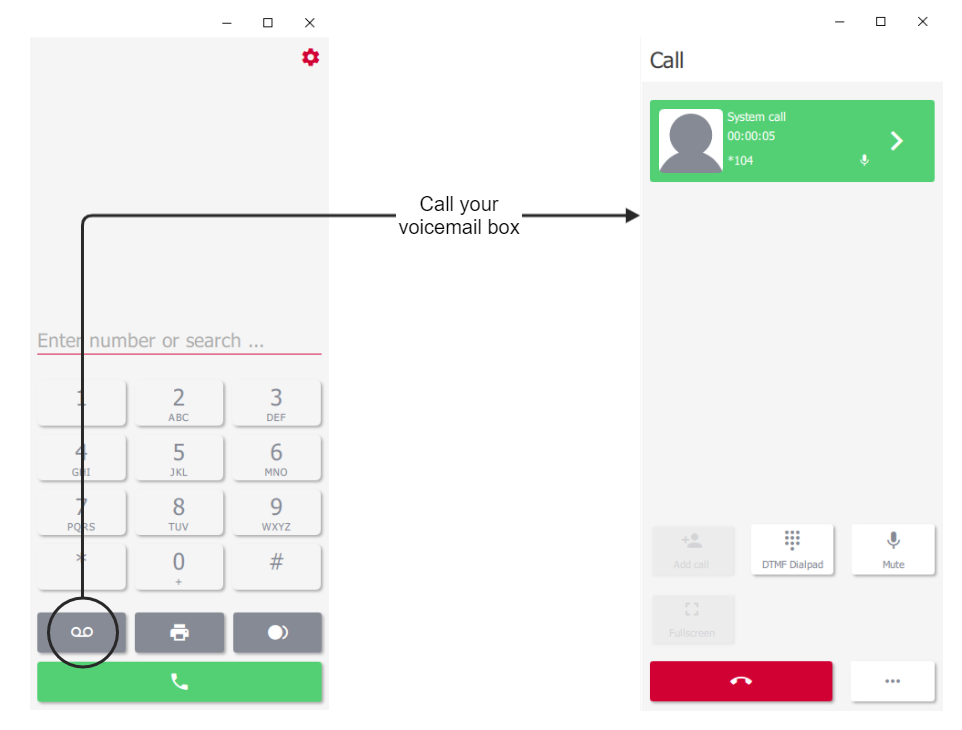 Call
System call
00:00:05
*104
Call your
voicemail box
Enter number or search ...
1
2
ABC
3
DEF
4
GHI
5
JKL
6
MNO
7
PQRS
8
TUV
9
WXYZ
*
0
+
#
Add call
DTMF Dialpad
Mute
Fullscreen